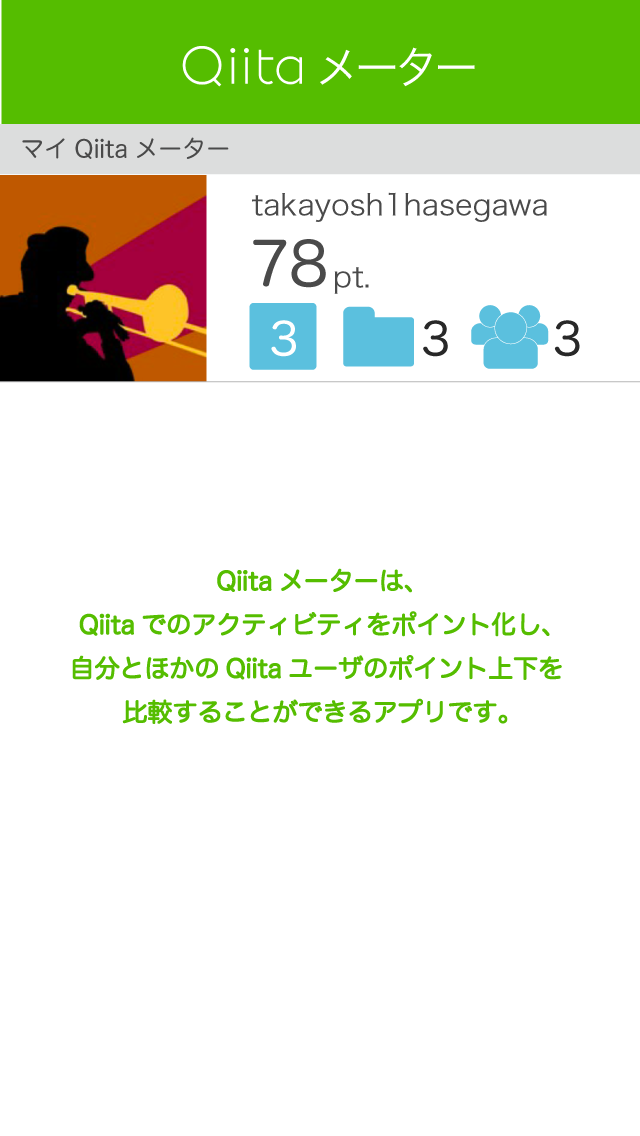 Qiita メーター
マイ Qiita メーター
takayosh1hasegawa
78 pt.
3 3 3
Qiita メーターは、
Qiita でのアクティビティをポイント化し、
自分とほかの Qiita ユーザのポイント上下を
比較することができるアプリです。